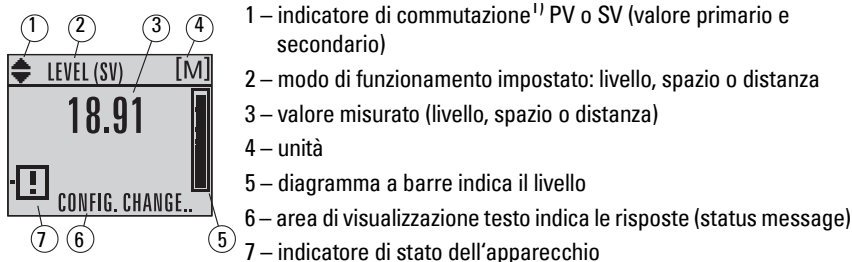 1 2 3 4
LEVEL (SV) [M]
18.91
!
CONFIG. CHANGE..
7 6 5
1 – indicatore di commutazione¹⁾ PV o SV (valore primario e
secondario)
2 – modo di funzionamento impostato: livello, spazio o distanza
3 – valore misurato (livello, spazio o distanza)
4 – unità
5 – diagramma a barre indica il livello
6 – area di visualizzazione testo indica le risposte (status message)
7 – indicatore di stato dell‘apparecchio